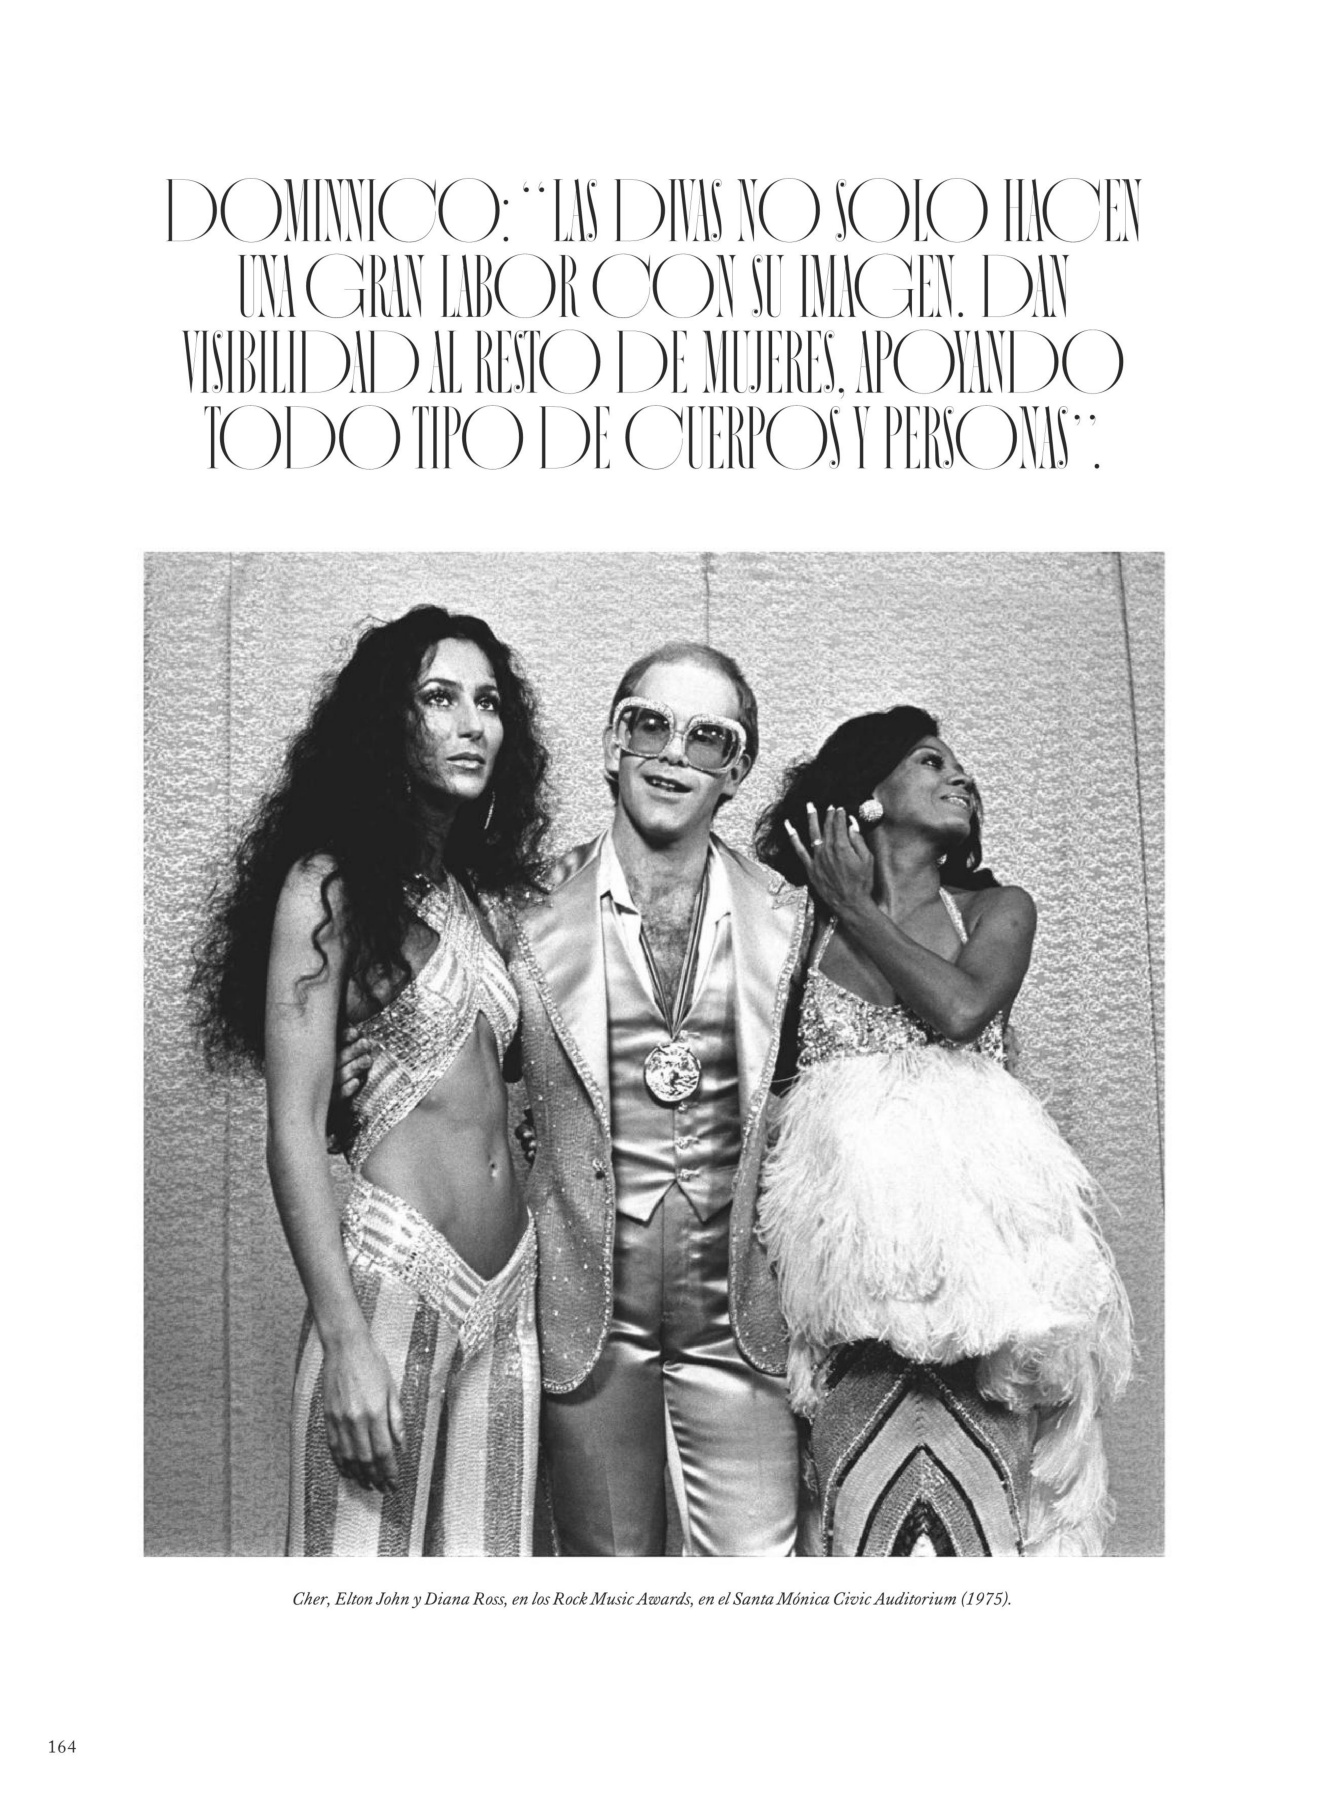 DOMINNICO: “LAS DIVAS NO SOLO HACEN
UNA GRAN LABOR CON SU IMAGEN. DAN
VISIBILIDAD AL RESTO DE MUJERES, APOYANDO
TODO TIPO DE CUERPOS Y PERSONAS”.
Cher, Elton John y Diana Ross, en los Rock Music Awards, en el Santa Mónica Civic Auditorium (1975).
164